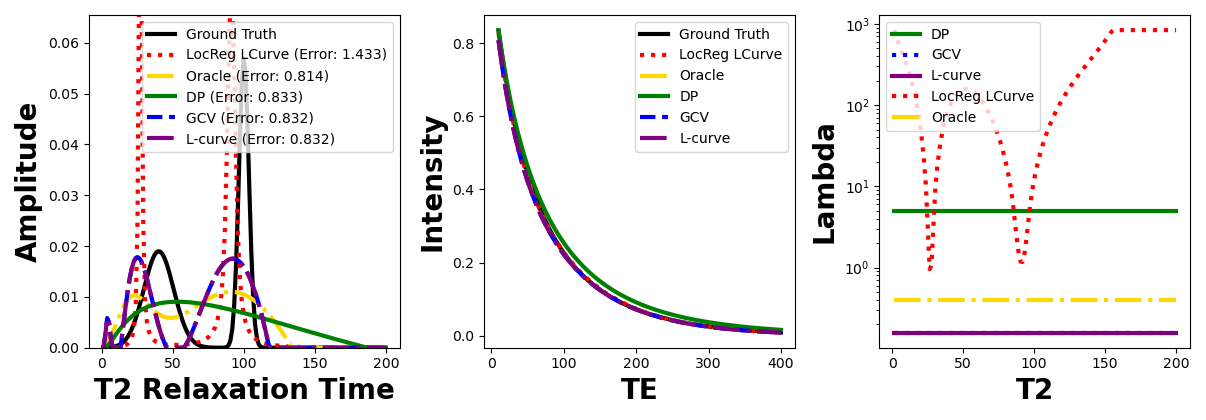 Amplitude
0.06
0.05
0.04
0.03
0.02
0.01
0.00
Ground Truth
LocReg LCurve (Error: 1.433)
Oracle (Error: 0.814)
DP (Error: 0.833)
GCV (Error: 0.832)
L-curve (Error: 0.832)
0 50 100 150 200
T2 Relaxation Time
Intensity
0.8
0.6
0.4
0.2
0.0
Ground Truth
LocReg LCurve
Oracle
DP
GCV
L-curve
0 100 200 300 400
TE
Lambda
10³
10²
10¹
10⁰
DP
GCV
L-curve
LocReg LCurve
Oracle
0 50 100 150 200
T2